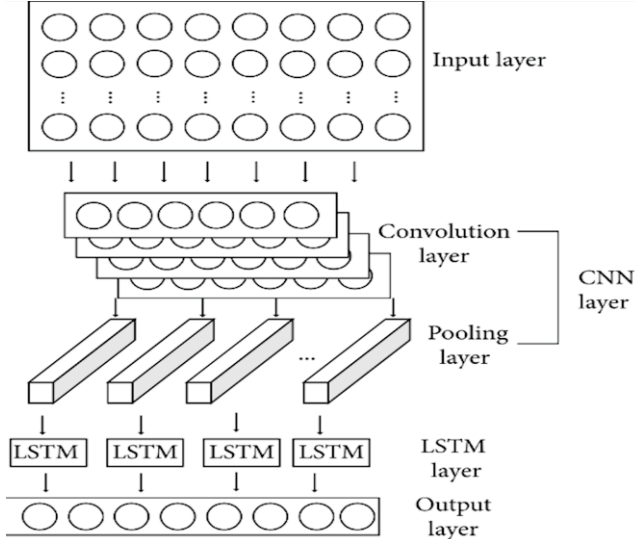 Input layer
Convolution
layer
CNN
layer
Pooling
layer
...
LSTM LSTM LSTM LSTM
LSTM
layer
Output
layer